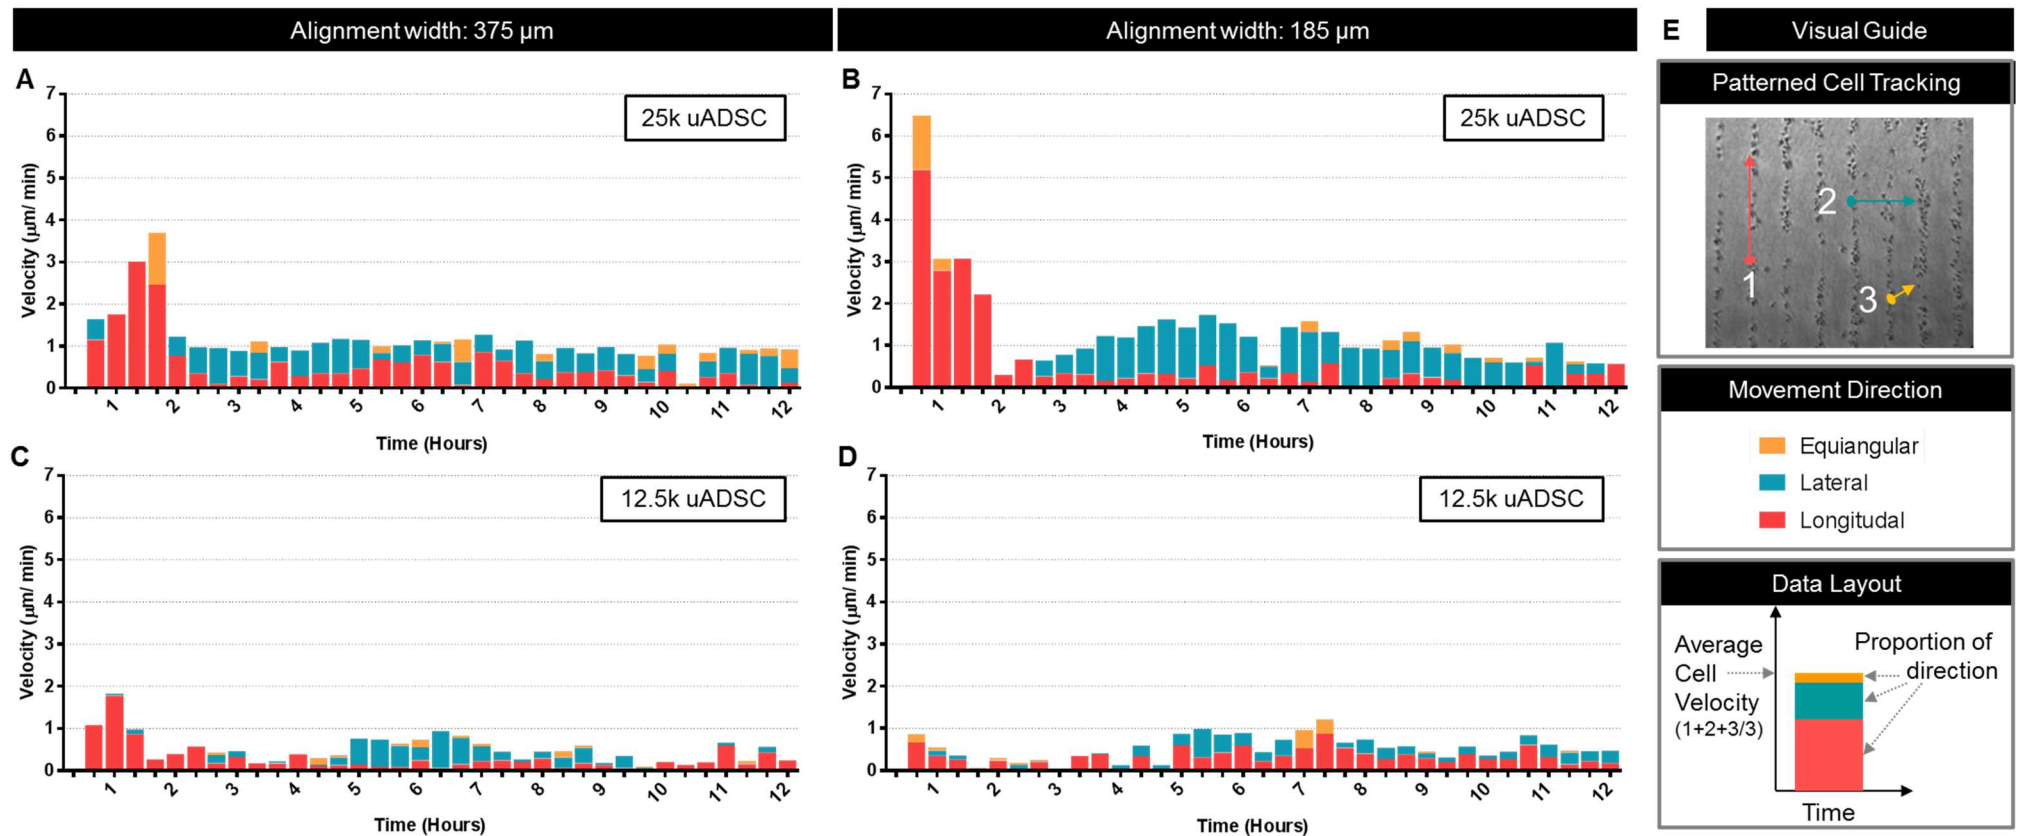 Alignment width: 375 µm
Alignment width: 185 µm
E
Visual Guide
A
7
6
5
4
3
2
1
0
Velocity (µm/ min)
25k uADSC
1 2 3 4 5 6 7 8 9 10 11 12
Time (Hours)
B
7
6
5
4
3
2
1
0
Velocity (µm/ min)
25k uADSC
1 2 3 4 5 6 7 8 9 10 11 12
Time (Hours)
C
7
6
5
4
3
2
1
0
Velocity (µm/ min)
12.5k uADSC
1 2 3 4 5 6 7 8 9 10 11 12
Time (Hours)
D
7
6
5
4
3
2
1
0
Velocity (µm/ min)
12.5k uADSC
1 2 3 4 5 6 7 8 9 10 11 12
Time (Hours)
Patterned Cell Tracking
2
1
3
Movement Direction
Equiangular
Lateral
Longitudal
Data Layout
Average
Cell
Velocity
(1+2+3/3)
Proportion of
direction
Time